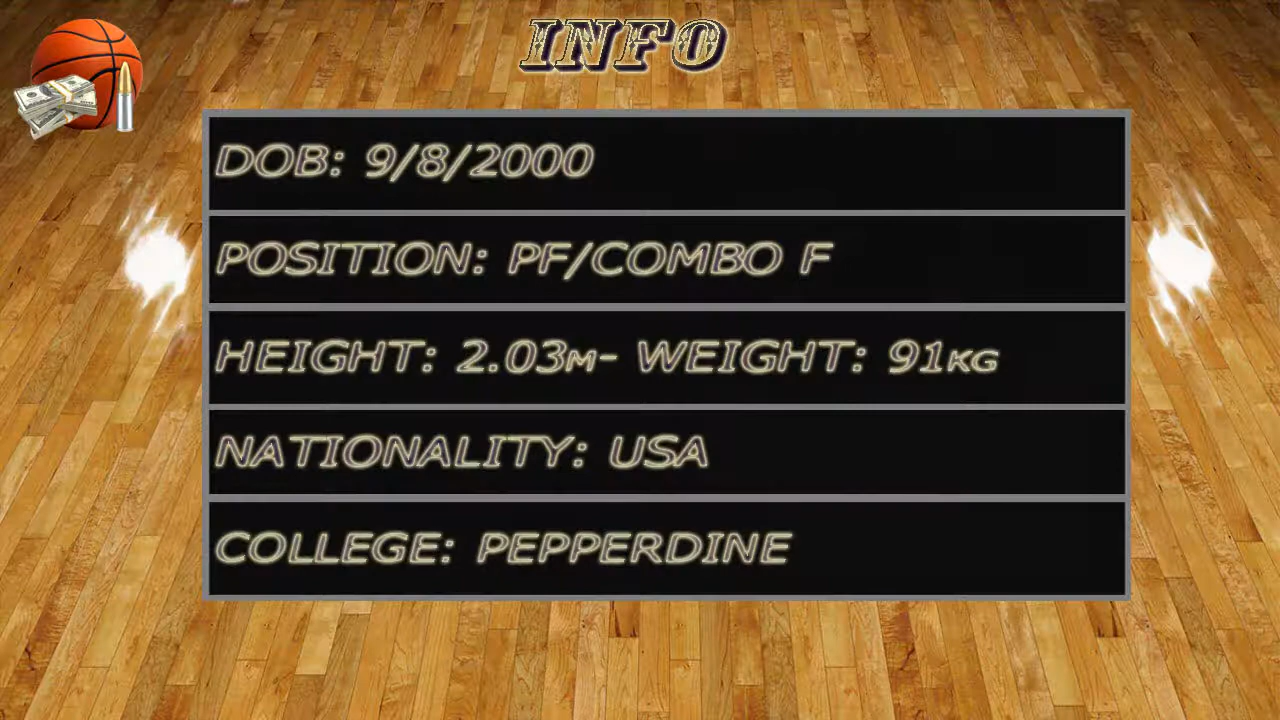 INFO
DOB: 9/8/2000
POSITION: PF/COMBO F
HEIGHT: 2.03M- WEIGHT: 91KG
NATIONALITY: USA
COLLEGE: PEPPERDINE